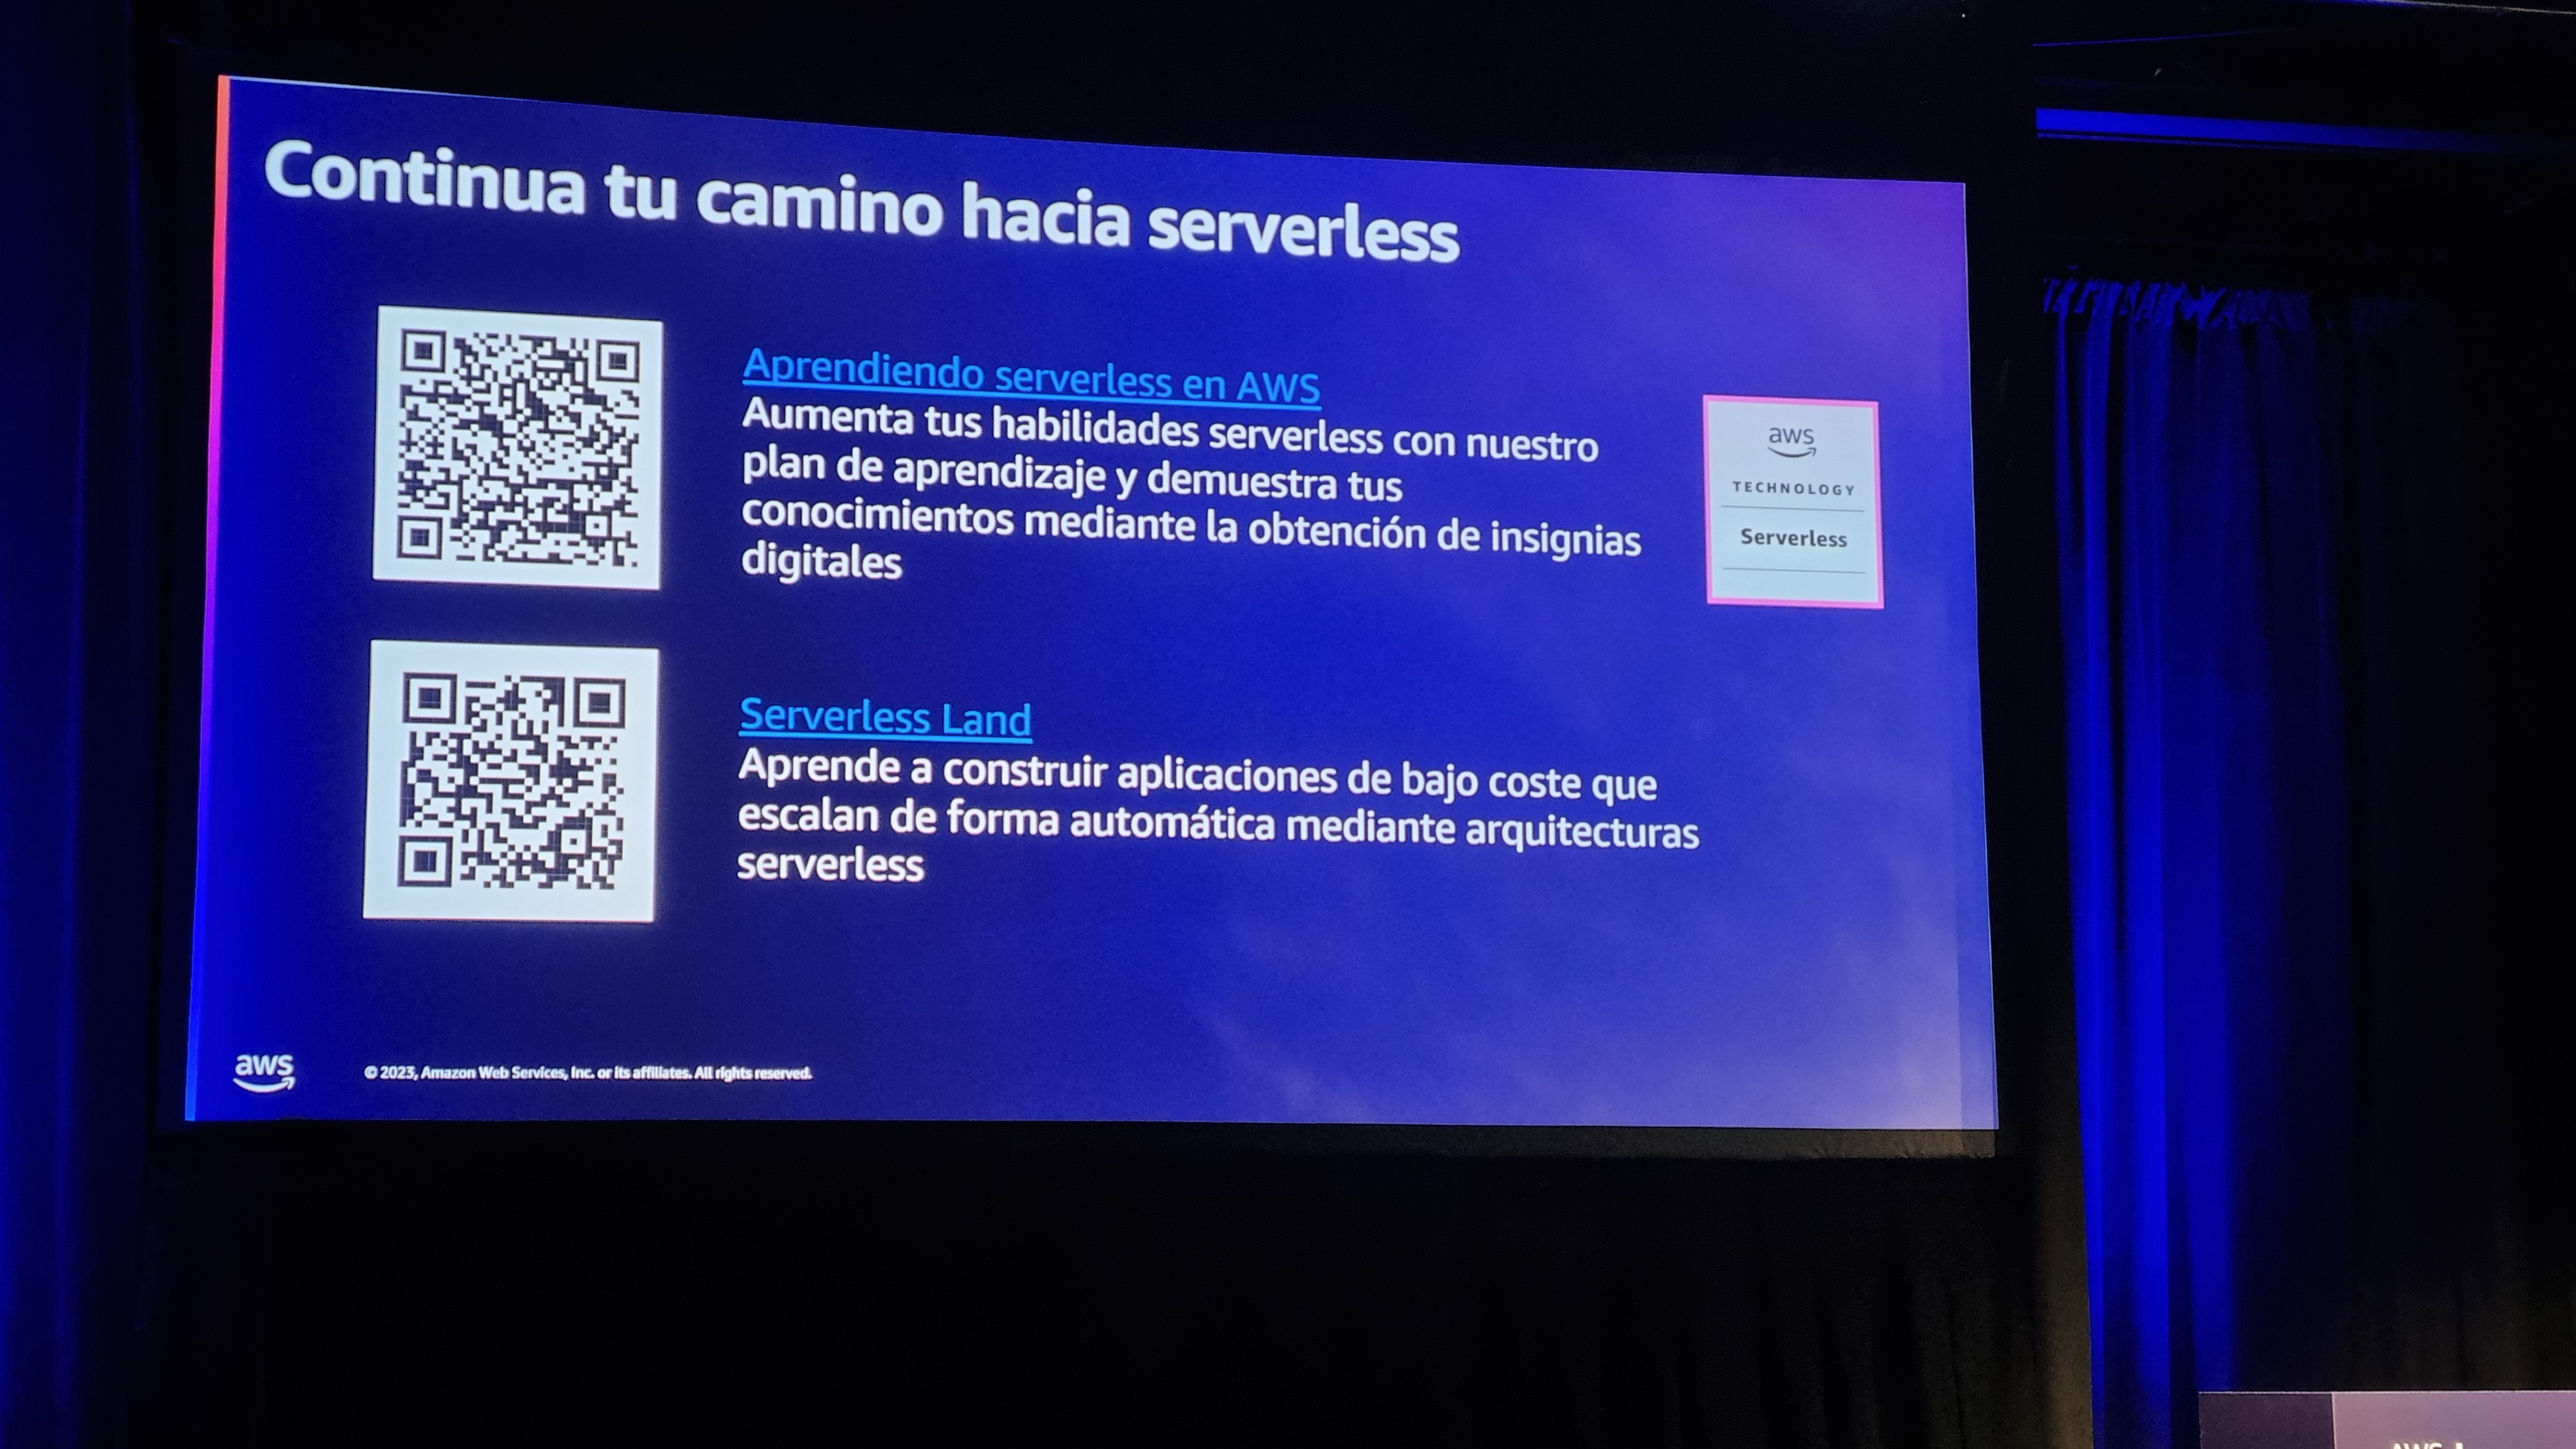 Continua tu camino hacia serverless
Aprendiendo serverless en AWS
Aumenta tus habilidades serverless con nuestro
plan de aprendizaje y demuestra tus
conocimientos mediante la obtención de insignias
digitales
aws
TECHNOLOGY
Serverless
Serverless Land
Aprende a construir aplicaciones de bajo coste que
escalan de forma automática mediante arquitecturas
serverless
aws
© 2023, Amazon Web Services, Inc. or its affiliates. All rights reserved.